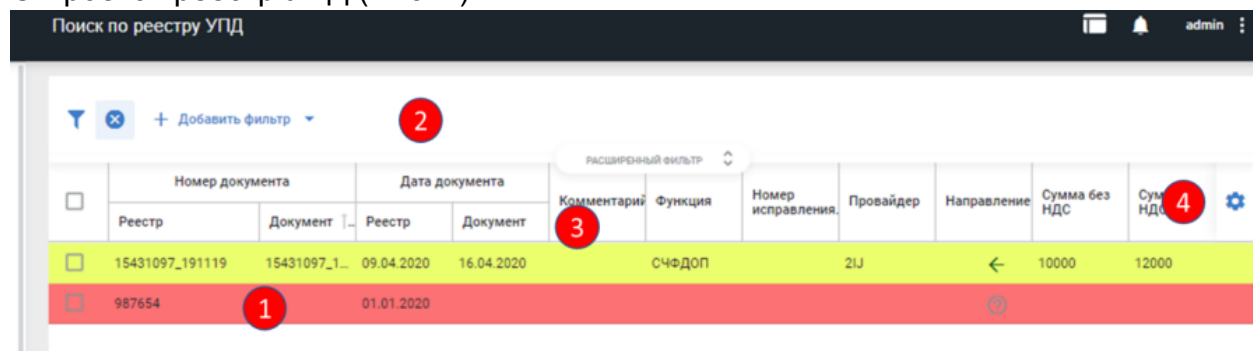 Поиск по реестру УПД
admin
+ Добавить фильтр
2
РАСШИРЕННЫЙ ФИЛЬТР
Номер документа Дата документа Комментарий Функция Номер исправления. Провайдер Направление Сумма без НДС
4
Реестр Документ Реестр Документ
3
15431097_191119 15431097_1... 09.04.2020 16.04.2020 СЧФДОП 2IJ 10000 12000
987654 01.01.2020
1